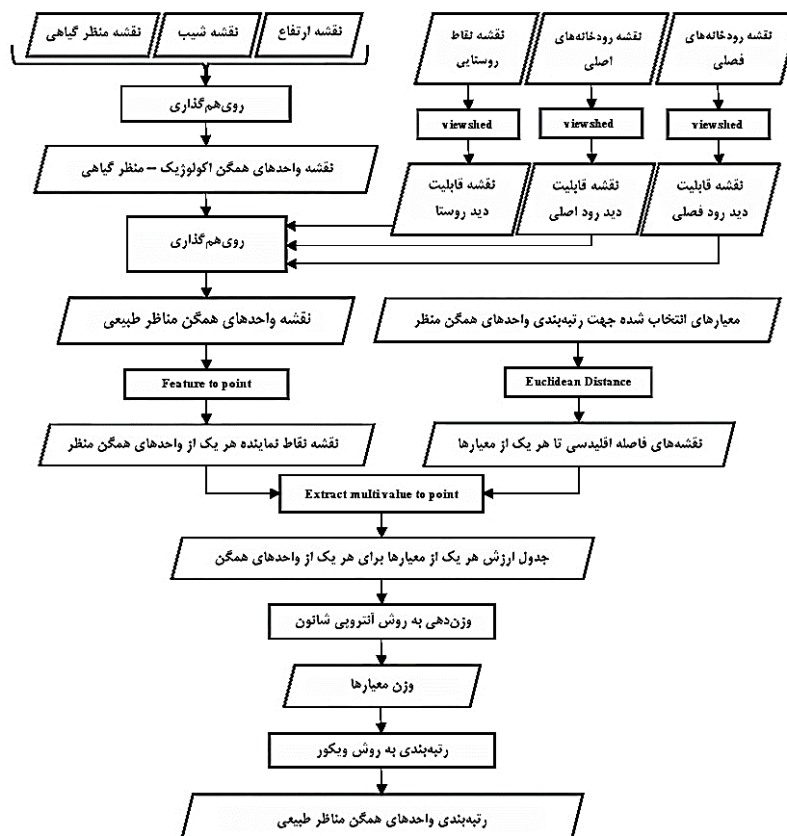 نقشه ارتفاع
نقشه شیب
نقشه منظر گیاهی
روی‌هم‌گذاری
نقشه واحدهای همگن اکولوژیک – منظر گیاهی
نقشه رودخانه‌های
فصلی
نقشه رودخانه‌های
اصلی
نقشه نقاط
روستایی
viewshed
viewshed
viewshed
نقشه قابلیت
دید رود فصلی
نقشه قابلیت
دید رود اصلی
نقشه قابلیت
دید روستا
روی‌هم‌گذاری
نقشه واحدهای همگن مناظر طبیعی
Feature to point
نقشه نقاط نماینده هر یک از واحدهای همگن منظر
معیارهای انتخاب شده جهت رتبه‌بندی واحدهای همگن منظر
Euclidean Distance
نقشه‌های فاصله اقلیدسی تا هر یک از معیارها
Extract multivalue to point
جدول ارزش هر یک از معیارها برای هر یک از واحدهای همگن
وزن‌دهی به روش آنتروپی شانون
وزن معیارها
رتبه‌بندی به روش ویکور
رتبه‌بندی واحدهای همگن مناظر طبیعی